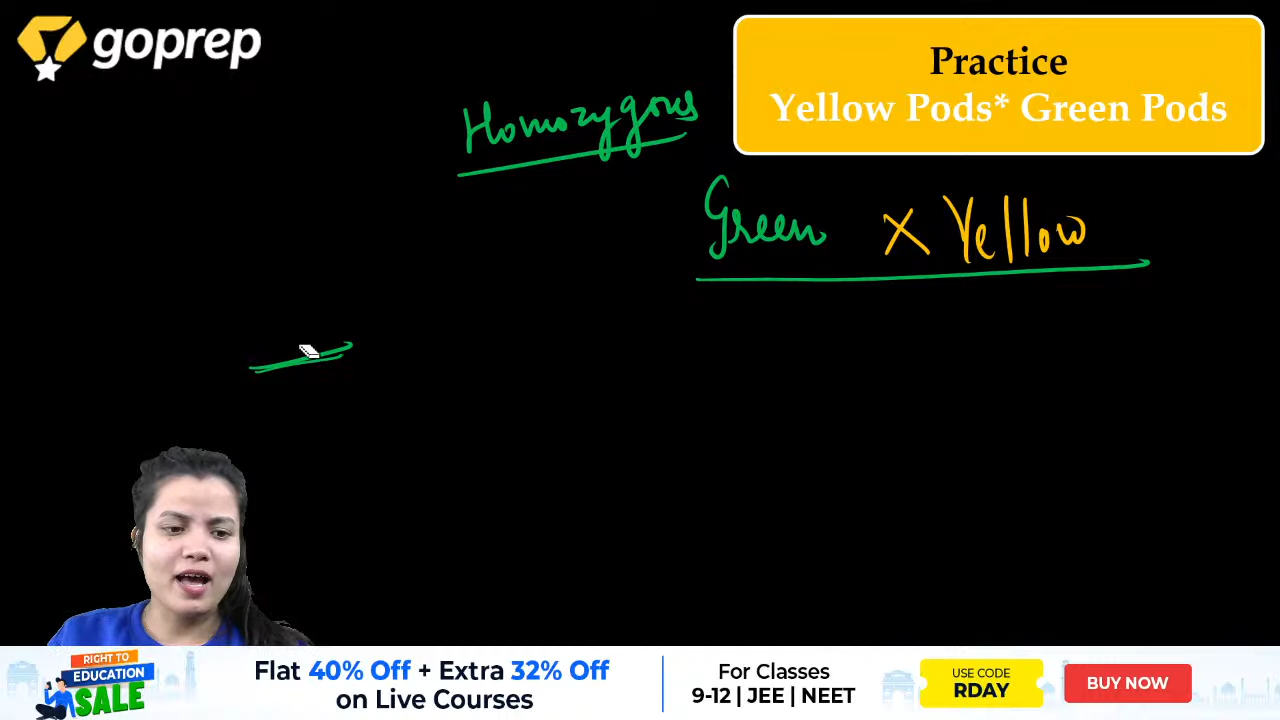 goprep
Practice
Yellow Pods* Green Pods
Homozygous
Green X Yellow
RIGHT TO
EDUCATION
SALE
Flat 40% Off + Extra 32% Off
on Live Courses
For Classes
9-12 | JEE | NEET
USE CODE
RDAY
BUY NOW